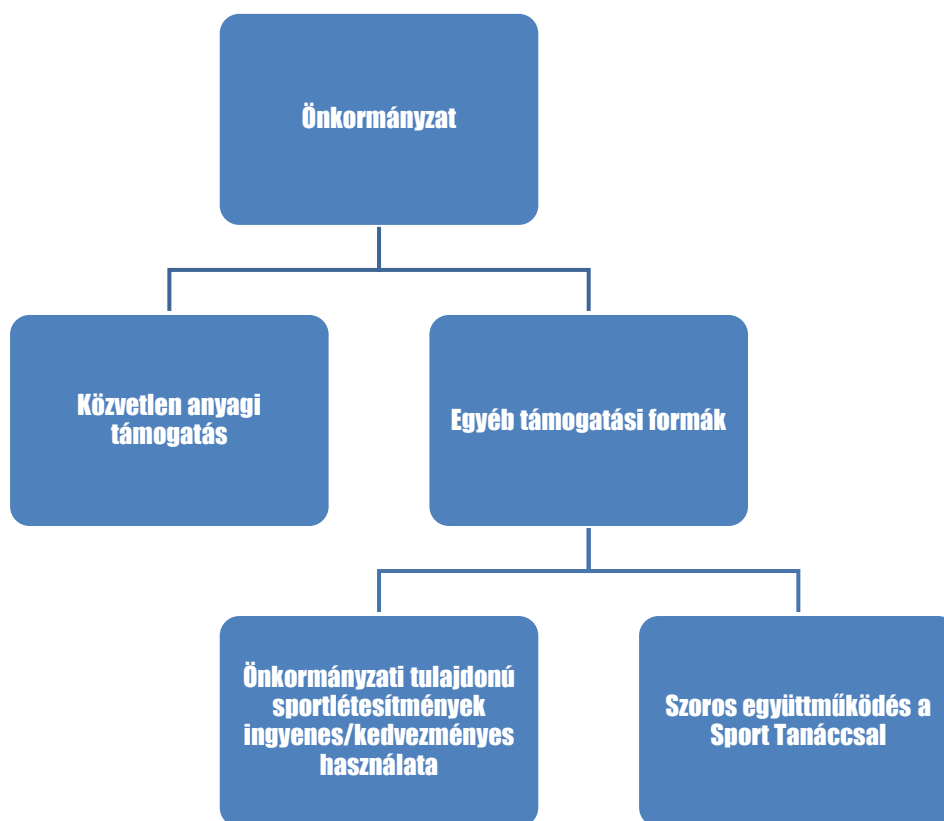 Önkormányzat
Közvetlen anyagi
támogatás
Egyéb támogatási formák
Önkormányzati tulajdonú
sportlétesítmények
ingyenes/kedvezményes
használata
Szoros együttműködés a
Sport Tanáccsal